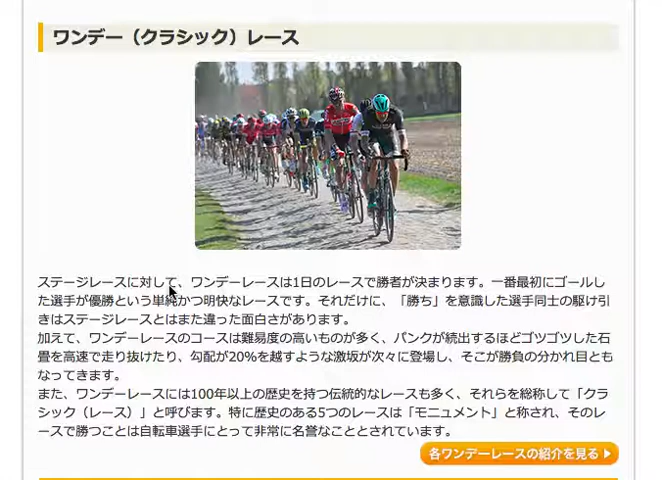 ワンデー（クラシック）レース
ステージレースに対して、ワンデーレースは1日のレースで勝者が決まります。一番最初にゴールし
た選手が優勝という単純かつ明快なレースです。それだけに、「勝ち」を意識した選手同士の駆け引
きはステージレースとはまた違った面白さがあります。
加えて、ワンデーレースのコースは難易度の高いものが多く、パンクが続出するほどゴツゴツした石
畳を高速で走り抜けたり、勾配が20%を越すような激坂が次々に登場し、そこが勝負の分かれ目とも
なってきます。
また、ワンデーレースには100年以上の歴史を持つ伝統的なレースも多く、それらを総称して「クラ
シック（レース）」と呼びます。特に歴史のある5つのレースは「モニュメント」と称され、そのレ
ースで勝つことは自転車選手にとって非常に名誉なこととされています。
各ワンデーレースの紹介を見る